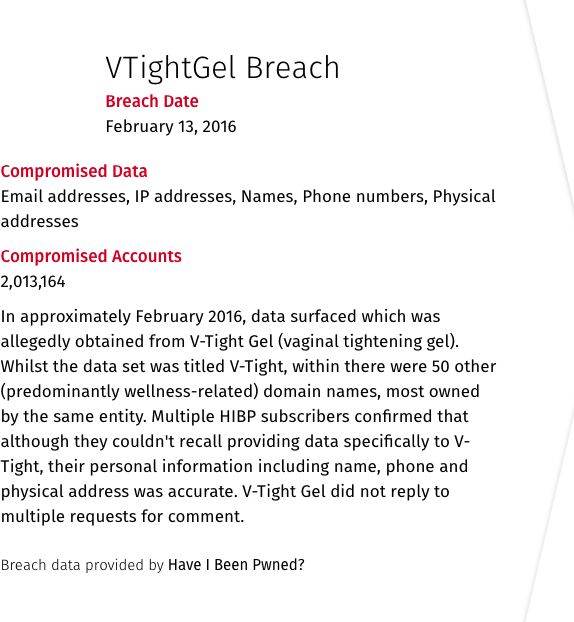 VTightGel Breach
Breach Date
February 13, 2016
Compromised Data
Email addresses, IP addresses, Names, Phone numbers, Physical
addresses
Compromised Accounts
2,013,164
In approximately February 2016, data surfaced which was
allegedly obtained from V-Tight Gel (vaginal tightening gel).
Whilst the data set was titled V-Tight, within there were 50 other
(predominantly wellness-related) domain names, most owned
by the same entity. Multiple HIBP subscribers confirmed that
although they couldn't recall providing data specifically to V-
Tight, their personal information including name, phone and
physical address was accurate. V-Tight Gel did not reply to
multiple requests for comment.
Breach data provided by Have I Been Pwned?